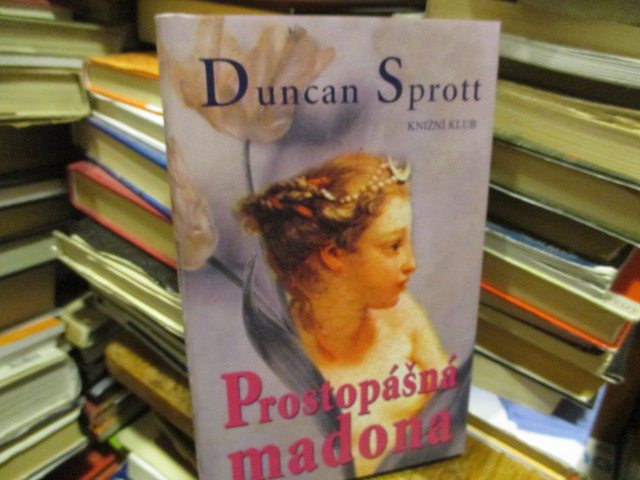 Duncan Sprott
KNIŽNÍ KLUB
Prostopášná
madona